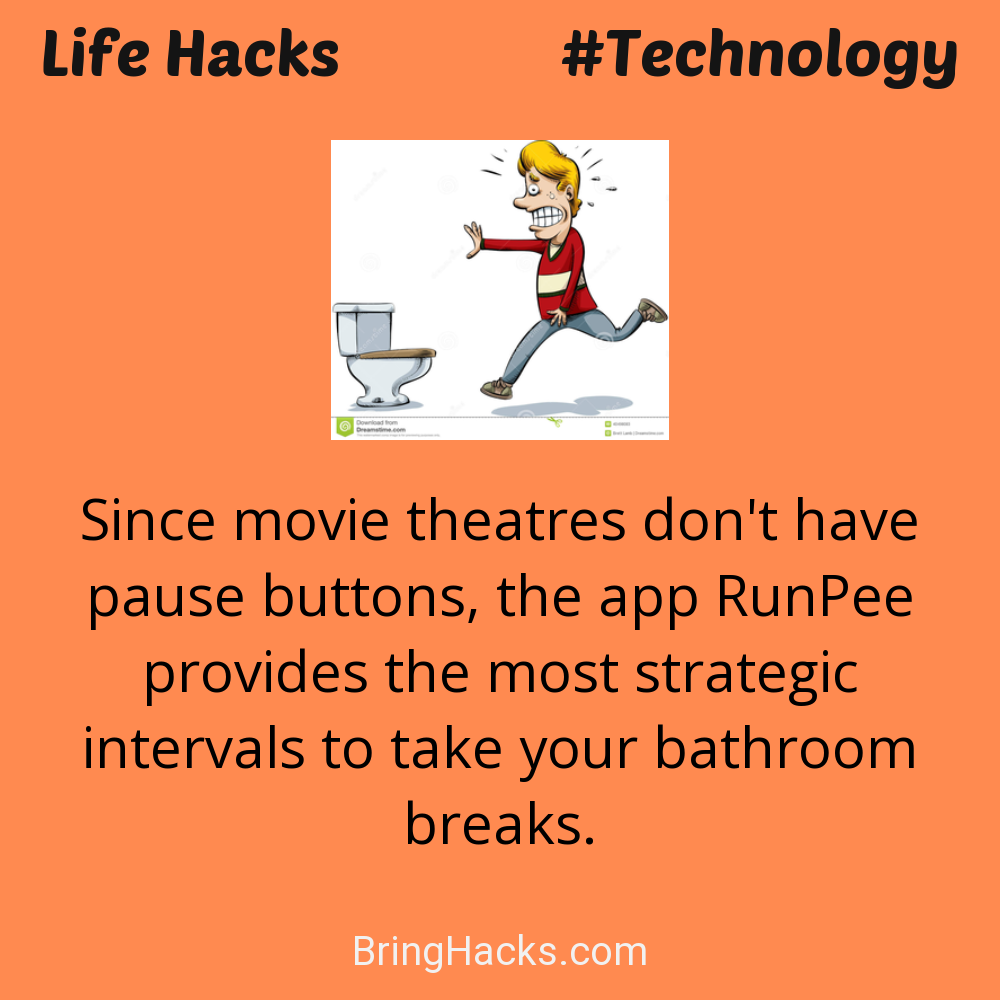 Life Hacks #Technology
Download from
Dreamstime.com
Since movie theatres don't have
pause buttons, the app RunPee
provides the most strategic
intervals to take your bathroom
breaks.
BringHacks.com